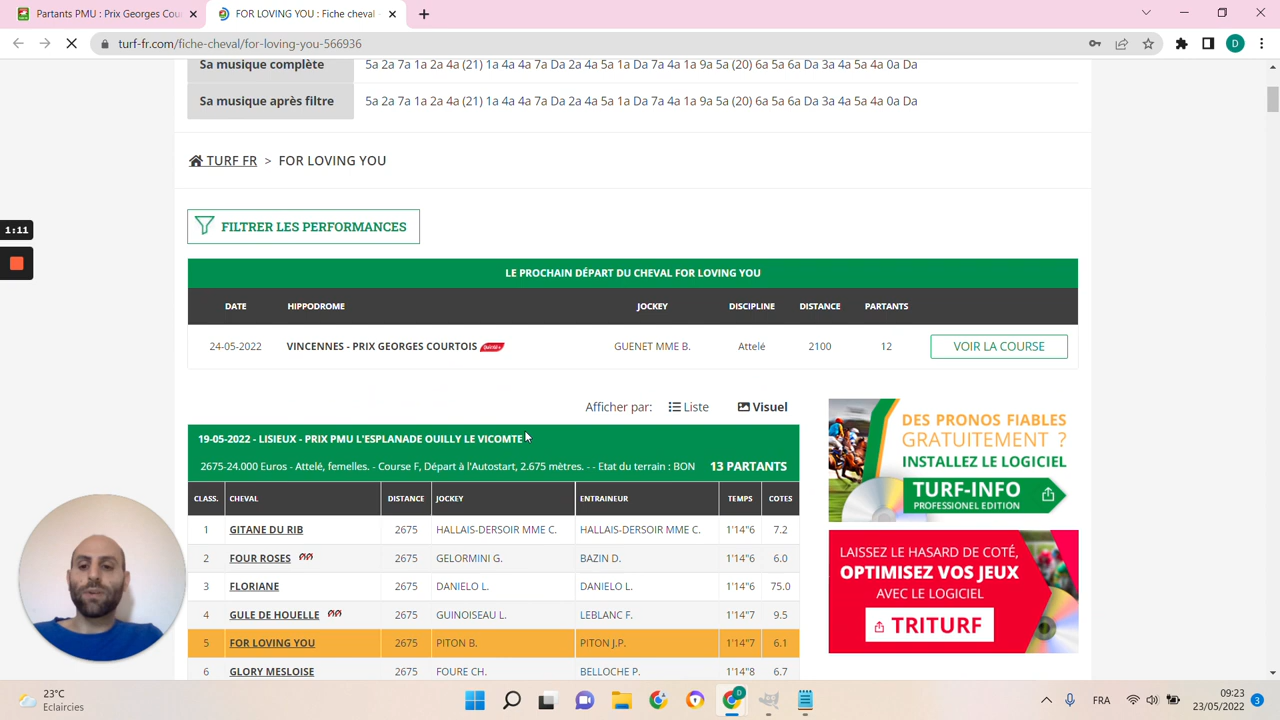 Partants PMU : Prix Georges Cou
FOR LOVING YOU : Fiche cheval -
turf-fr.com/fiche-cheval/for-loving-you-566936
D
Sa musique complète 5a 2a 7a 1a 2a 4a (21) 1a 4a 4a 7a Da 2a 4a 5a 1a Da 7a 4a 1a 9a 5a (20) 6a 5a 6a Da 3a 4a 5a 4a 0a Da
Sa musique après filtre 5a 2a 7a 1a 2a 4a (21) 1a 4a 4a 7a Da 2a 4a 5a 1a Da 7a 4a 1a 9a 5a (20) 6a 5a 6a Da 3a 4a 5a 4a 0a Da
TURF FR > FOR LOVING YOU
1:11
FILTRER LES PERFORMANCES
LE PROCHAIN DÉPART DU CHEVAL FOR LOVING YOU
DATE HIPPODROME JOCKEY DISCIPLINE DISTANCE PARTANTS
24-05-2022 VINCENNES - PRIX GEORGES COURTOIS GUENET MME B. Attelé 2100 12 VOIR LA COURSE
Afficher par: Liste Visuel
19-05-2022 - LISIEUX - PRIX PMU L'ESPLANADE OUILLY LE VICOMTE
2675-24.000 Euros - Attelé, femelles. - Course F, Départ à l'Autostart, 2.675 mètres. - - Etat du terrain : BON 13 PARTANTS
CLASS. CHEVAL DISTANCE JOCKEY ENTRAINEUR TEMPS COTES
1 GITANE DU RIB 2675 HALLAIS-DERSOIR MME C. HALLAIS-DERSOIR MME C. 1'14"6 7.2
2 FOUR ROSES 2675 GELORMINI G. BAZIN D. 1'14"6 6.0
3 FLORIANE 2675 DANIELO L. DANIELO L. 1'14"6 75.0
4 GULE DE HOUELLE 2675 GUINOISEAU L. LEBLANC F. 1'14"7 9.5
5 FOR LOVING YOU 2675 PITON B. PITON J.P. 1'14"7 6.1
6 GLORY MESLOISE 2675 FOURE CH. BELLOCHE P. 1'14"8 6.7
DES PRONOS FIABLES
GRATUITEMENT ?
INSTALLEZ LE LOGICIEL
TURF-INFO
PROFESSIONEL EDITION
LAISSEZ LE HASARD DE COTÉ,
OPTIMISEZ VOS JEUX
AVEC LE LOGICIEL
TRITURF
23°C
Eclaircies
D
FRA
09:23
23/05/2022
3